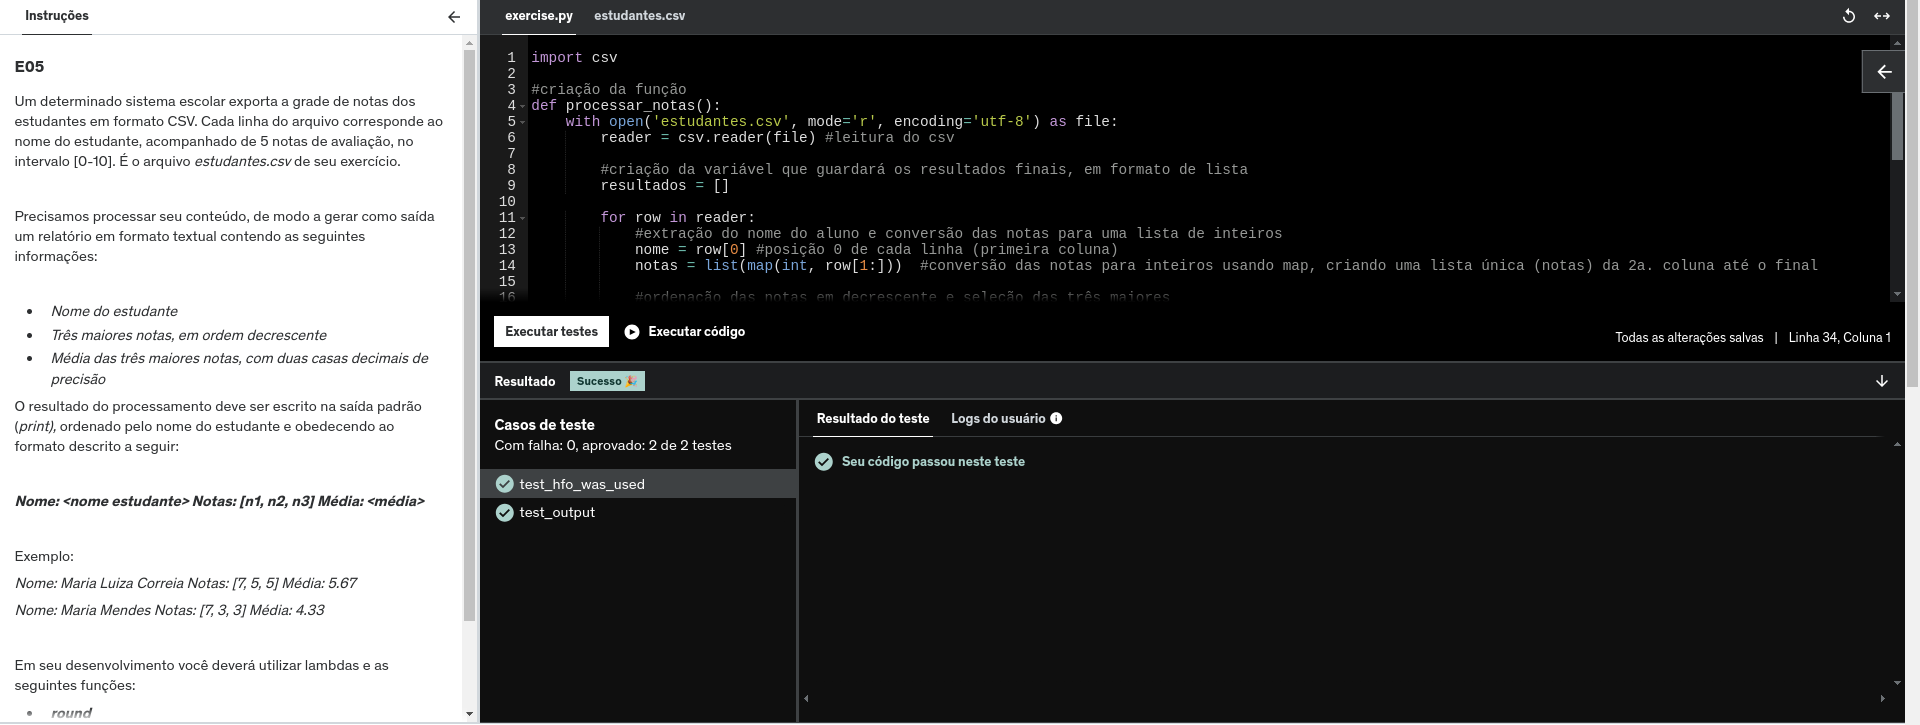 Instruções
E05
Um determinado sistema escolar exporta a grade de notas dos
estudantes em formato CSV. Cada linha do arquivo corresponde ao
nome do estudante, acompanhado de 5 notas de avaliação, no
intervalo [0-10]. É o arquivo estudantes.csv de seu exercício.
Precisamos processar seu conteúdo, de modo a gerar como saída
um relatório em formato textual contendo as seguintes
informações:
• Nome do estudante
• Três maiores notas, em ordem decrescente
• Média das três maiores notas, com duas casas decimais de
precisão
O resultado do processamento deve ser escrito na saída padrão
(print), ordenado pelo nome do estudante e obedecendo ao
formato descrito a seguir:
Nome: <nome estudante> Notas: [n1, n2, n3] Média: <média>
Exemplo:
Nome: Maria Luiza Correia Notas: [7, 5, 5] Média: 5.67
Nome: Maria Mendes Notas: [7, 3, 3] Média: 4.33
Em seu desenvolvimento você deverá utilizar lambdas e as
seguintes funções:
• round
exercise.py estudantes.csv
1 import csv
2
3 #criação da função
4 def processar_notas():
5 with open('estudantes.csv', mode='r', encoding='utf-8') as file:
6 reader = csv.reader(file) #leitura do csv
7
8 #criação da variável que guardará os resultados finais, em formato de lista
9 resultados = []
10
11 for row in reader:
12 #extração do nome do aluno e conversão das notas para uma lista de inteiros
13 nome = row[0] #posição 0 de cada linha (primeira coluna)
14 notas = list(map(int, row[1:])) #conversão das notas para inteiros usando map, criando uma lista única (notas) da 2a. coluna até o final
15
16 #ordenação das notas em decrescente e seleção das três maiores
Executar testes Executar código
Todas as alterações salvas | Linha 34, Coluna 1
Resultado Sucesso 🎉
Casos de teste
Com falha: 0, aprovado: 2 de 2 testes
test_hfo_was_used
test_output
Resultado do teste Logs do usuário
Seu código passou neste teste